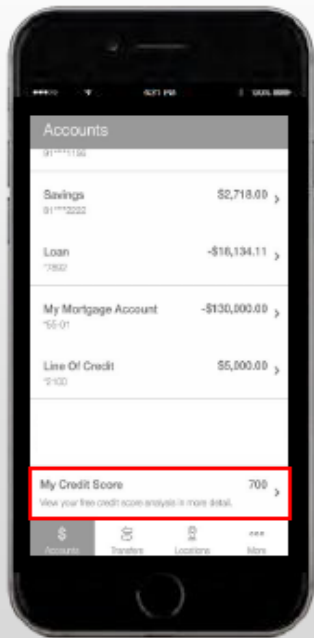 Accounts
Savings $2,718.00
Loan -$18,134.11
My Mortgage Account -$130,000.00
Line Of Credit $5,000.00
My Credit Score 700
View your free credit score analysis in more detail.
Accounts Transfers Locations More